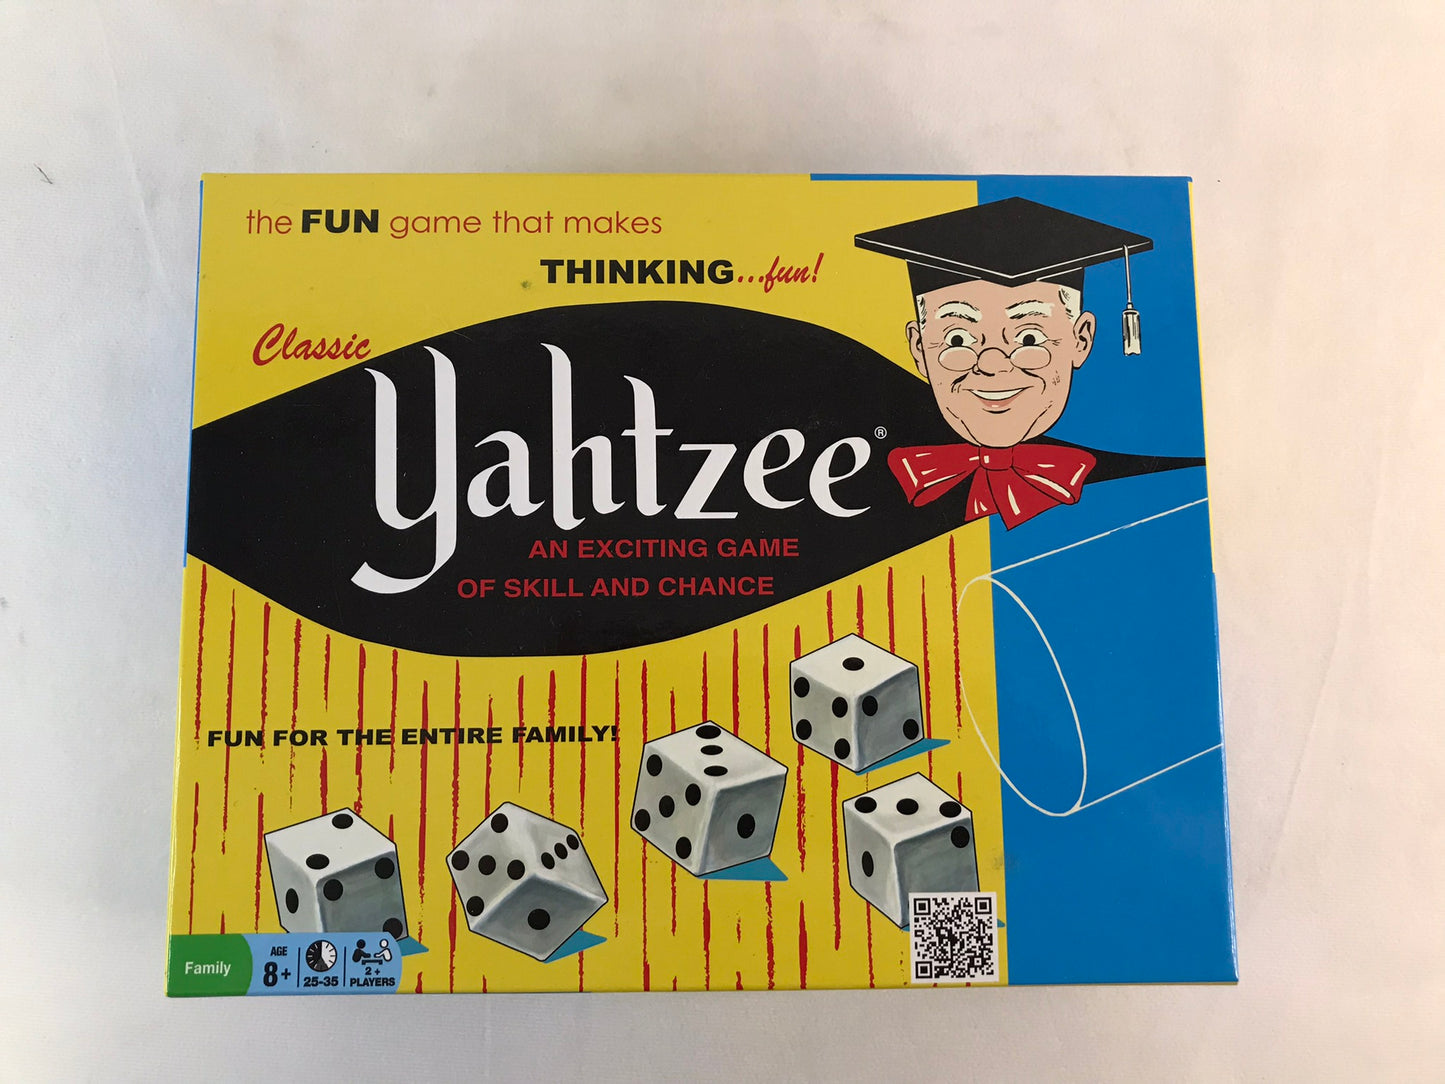 the FUN game that makes
THINKING...fun!
Classic
Yahtzee®
AN EXCITING GAME
OF SKILL AND CHANCE
FUN FOR THE ENTIRE FAMILY!
Family
AGE
8+
25-35
2+
PLAYERS